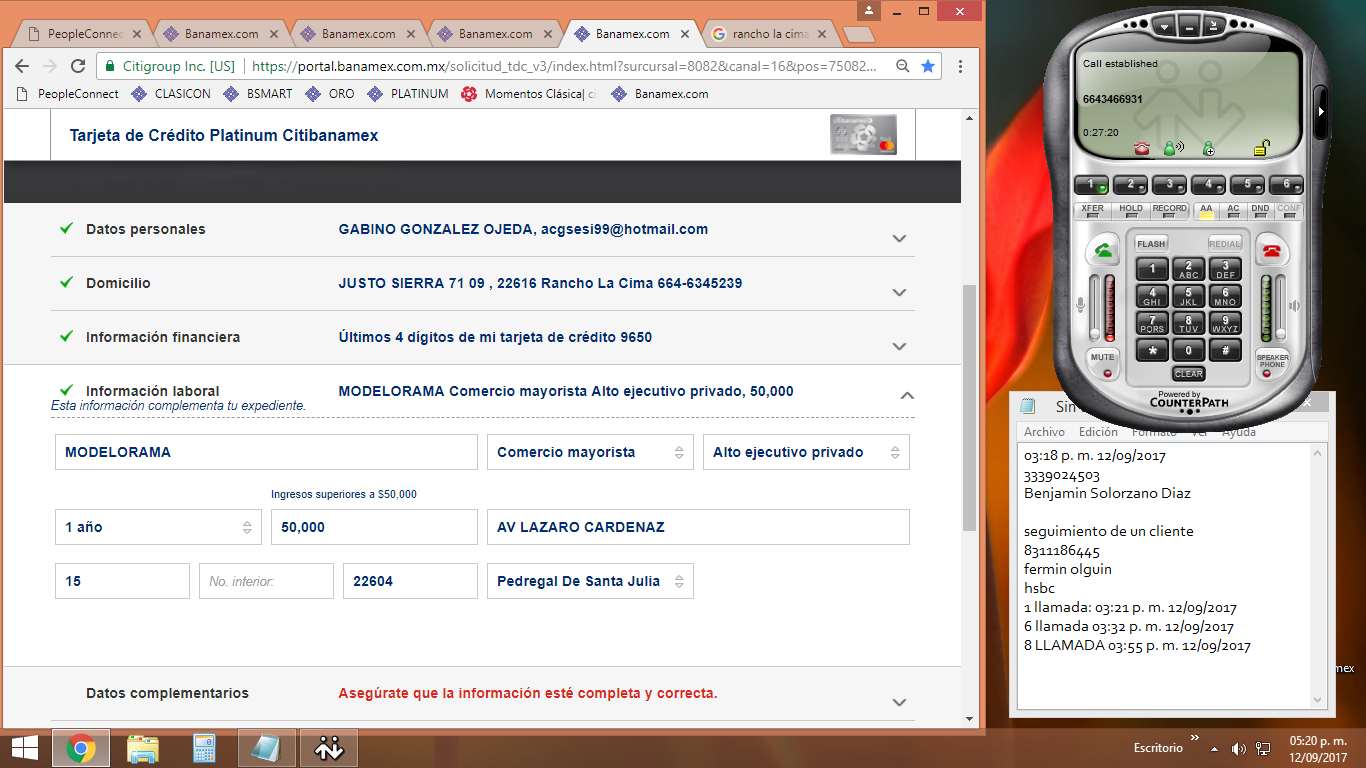 PeopleConnec
Banamex.com
Banamex.com
Banamex.com
Banamex.com
rancho la cima
Citigroup Inc. [US]
https://portal.banamex.com.mx/solicitud_tdc_v3/index.html?surcursal=8082&canal=16&pos=75082...
PeopleConnect
CLASICON
BSMART
ORO
PLATINUM
Momentos Clásica| ci
Banamex.com
Tarjeta de Crédito Platinum Citibanamex
Datos personales
GABINO GONZALEZ OJEDA, acgsesi99@hotmail.com
Domicilio
JUSTO SIERRA 71 09 , 22616 Rancho La Cima 664-6345239
Información financiera
Últimos 4 dígitos de mi tarjeta de crédito 9650
Información laboral
MODELORAMA Comercio mayorista Alto ejecutivo privado, 50,000
Esta información complementa tu expediente.
MODELORAMA
Comercio mayorista
Alto ejecutivo privado
Ingresos superiores a $50,000
1 año
50,000
AV LAZARO CARDENAZ
15
No. interior:
22604
Pedregal De Santa Julia
Datos complementarios
Asegúrate que la información esté completa y correcta.
Call established
6643466931
0:27:20
1 2 3 4 5 6
XFER HOLD RECORD AA AC DND CONF
FLASH
REDIAL
1
2 ABC
3 DEF
4 GHI
5 JKL
6 MNO
7 PQRS
8 TUV
9 WXYZ
* 0 #
MUTE
CLEAR
SPEAKER PHONE
Powered by
COUNTERPATH
Sin
Archivo Edición Formato Ver Ayuda
03:18 p. m. 12/09/2017
3339024503
Benjamin Solorzano Diaz
seguimiento de un cliente
8311186445
fermin olguin
hsbc
1 llamada: 03:21 p. m. 12/09/2017
6 llamada 03:32 p. m. 12/09/2017
8 LLAMADA 03:55 p. m. 12/09/2017
mex
Escritorio
05:20 p. m.
12/09/2017